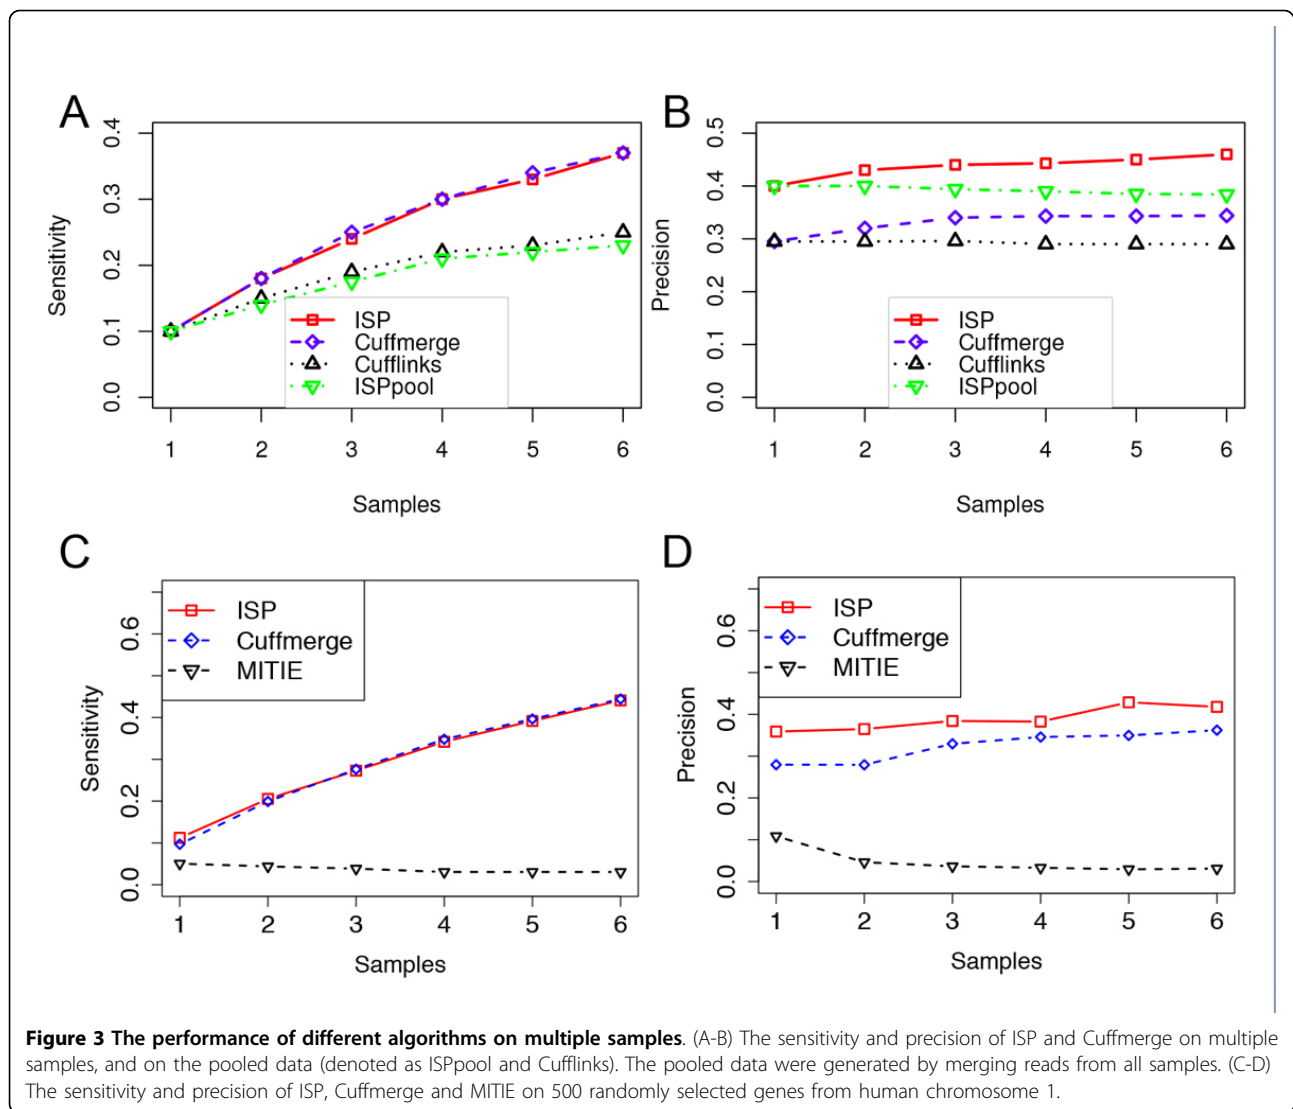 A
B
Sensitivity
0.0 0.1 0.2 0.3 0.4
ISP
Cuffmerge
Cufflinks
ISPpool
1 2 3 4 5 6
Samples
Precision
0.0 0.1 0.2 0.3 0.4 0.5
ISP
Cuffmerge
Cufflinks
ISPpool
1 2 3 4 5 6
Samples
C
D
Sensitivity
0.0 0.2 0.4 0.6
ISP
Cuffmerge
MITIE
1 2 3 4 5 6
Samples
Precision
0.0 0.2 0.4 0.6
ISP
Cuffmerge
MITIE
1 2 3 4 5 6
Samples
Figure 3 The performance of different algorithms on multiple samples. (A-B) The sensitivity and precision of ISP and Cuffmerge on multiple
samples, and on the pooled data (denoted as ISPpool and Cufflinks). The pooled data were generated by merging reads from all samples. (C-D)
The sensitivity and precision of ISP, Cuffmerge and MITIE on 500 randomly selected genes from human chromosome 1.